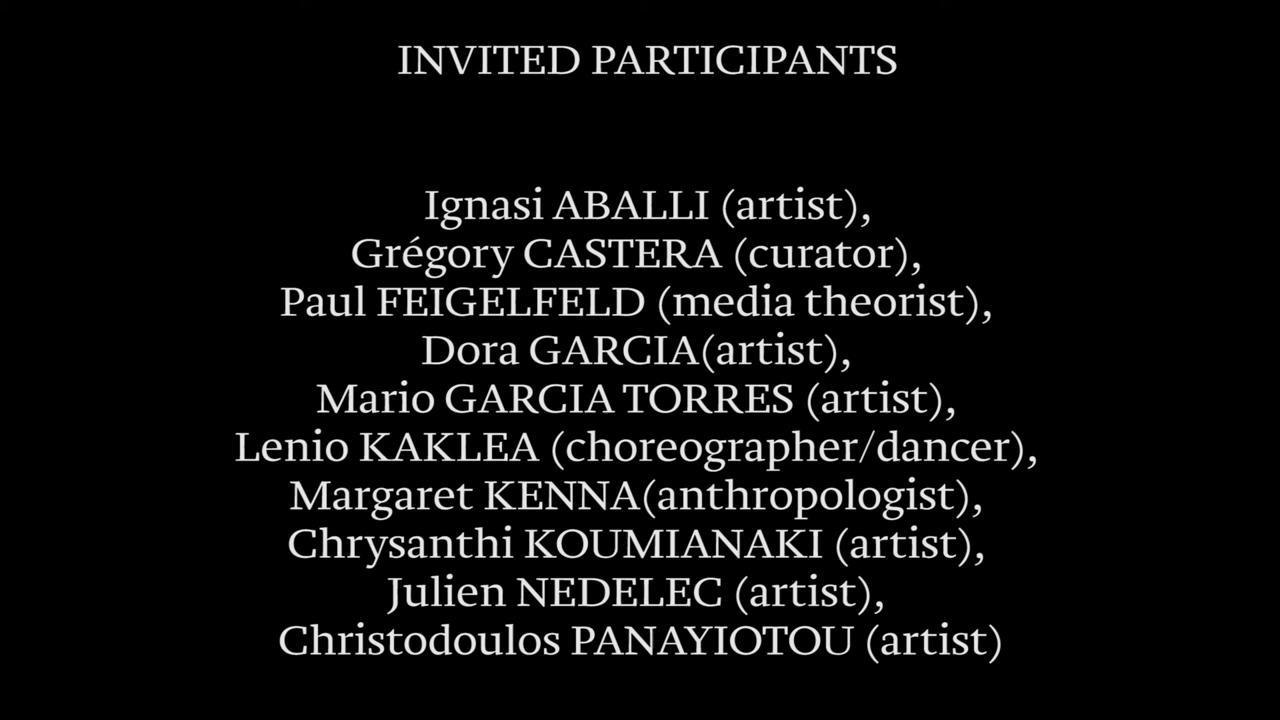 INVITED PARTICIPANTS
Ignasi ABALLI (artist),
Grégory CASTERA (curator),
Paul FEIGELFELD (media theorist),
Dora GARCIA(artist),
Mario GARCIA TORRES (artist),
Lenio KAKLEA (choreographer/dancer),
Margaret KENNA(anthropologist),
Chrysanthi KOUMIANAKI (artist),
Julien NEDELEC (artist),
Christodoulos PANAYIOTOU (artist)